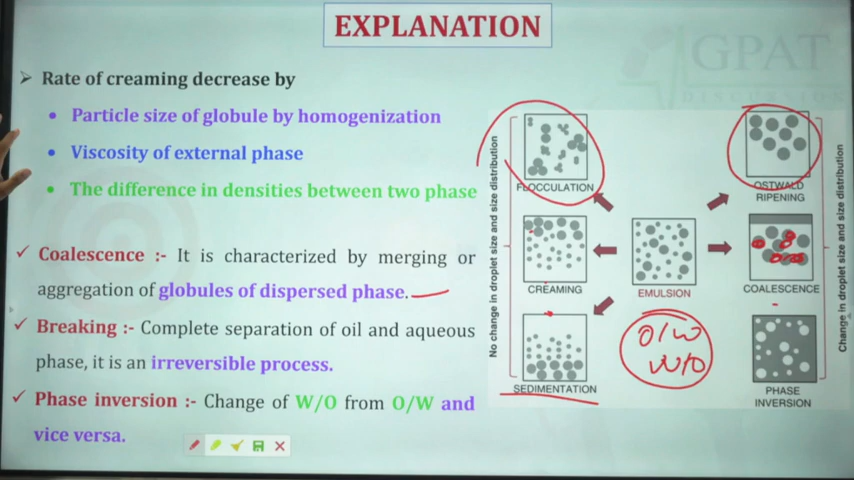 EXPLANATION
GPAT
DISCUSSION
Rate of creaming decrease by
Particle size of globule by homogenization
Viscosity of external phase
The difference in densities between two phase
Coalescence :- It is characterized by merging or
aggregation of globules of dispersed phase.
Breaking :- Complete separation of oil and aqueous
phase, it is an irreversible process.
Phase inversion :- Change of W/O from O/W and
vice versa.
No change in droplet size and size distribution
FLOCCULATION
CREAMING
SEDIMENTATION
EMULSION
O/W
W/O
OSTWALD
RIPENING
COALESCENCE
PHASE
INVERSION
Change in droplet size and size distribution